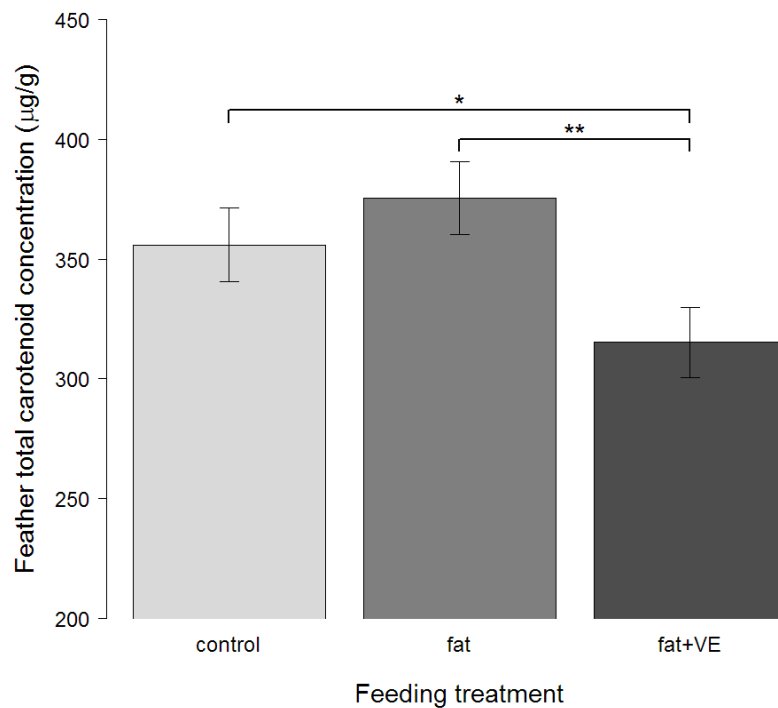 Feather total carotenoid concentration (μg/g)
450
400
350
300
250
200
*
**
control fat fat+VE
Feeding treatment